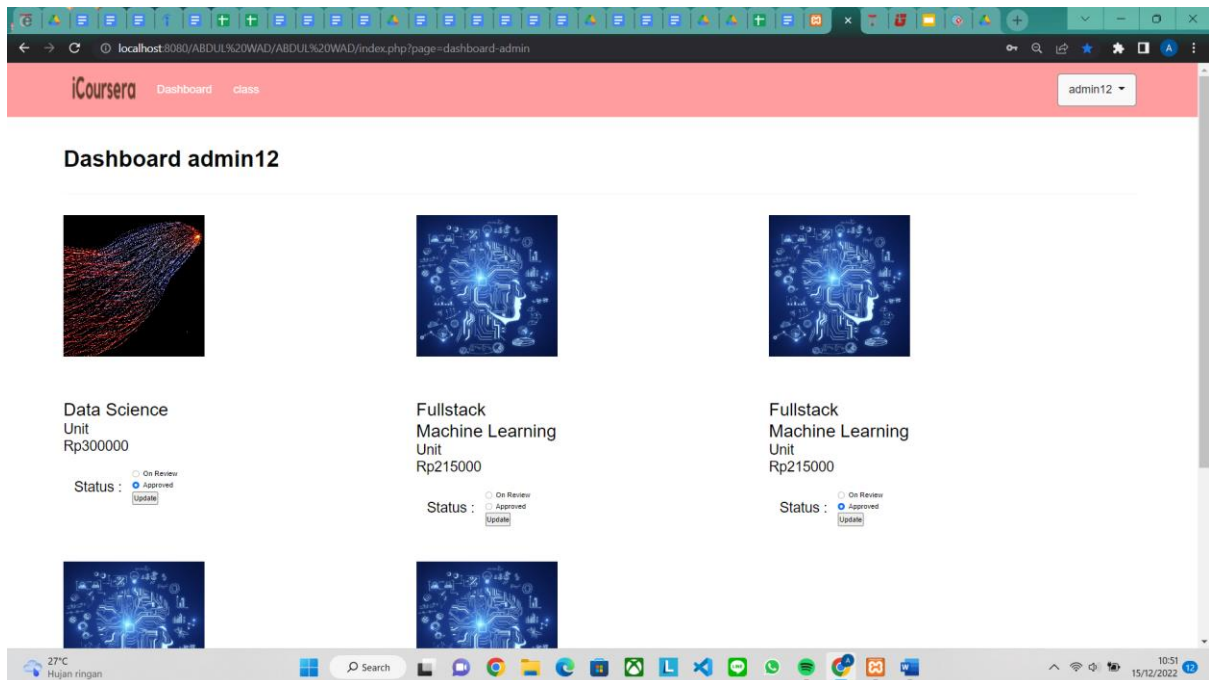 localhost:8080/ABDUL%20WAD/ABDUL%20WAD/index.php?page=dashboard-admin
A
iCoursera Dashboard class admin12
Dashboard admin12
Data Science
Unit
Rp300000
Status :
On Review
Approved
Update
Fullstack
Machine Learning
Unit
Rp215000
Status :
On Review
Approved
Update
Fullstack
Machine Learning
Unit
Rp215000
Status :
On Review
Approved
Update
27°C
Hujan ringan
Search
10:51
15/12/2022
12